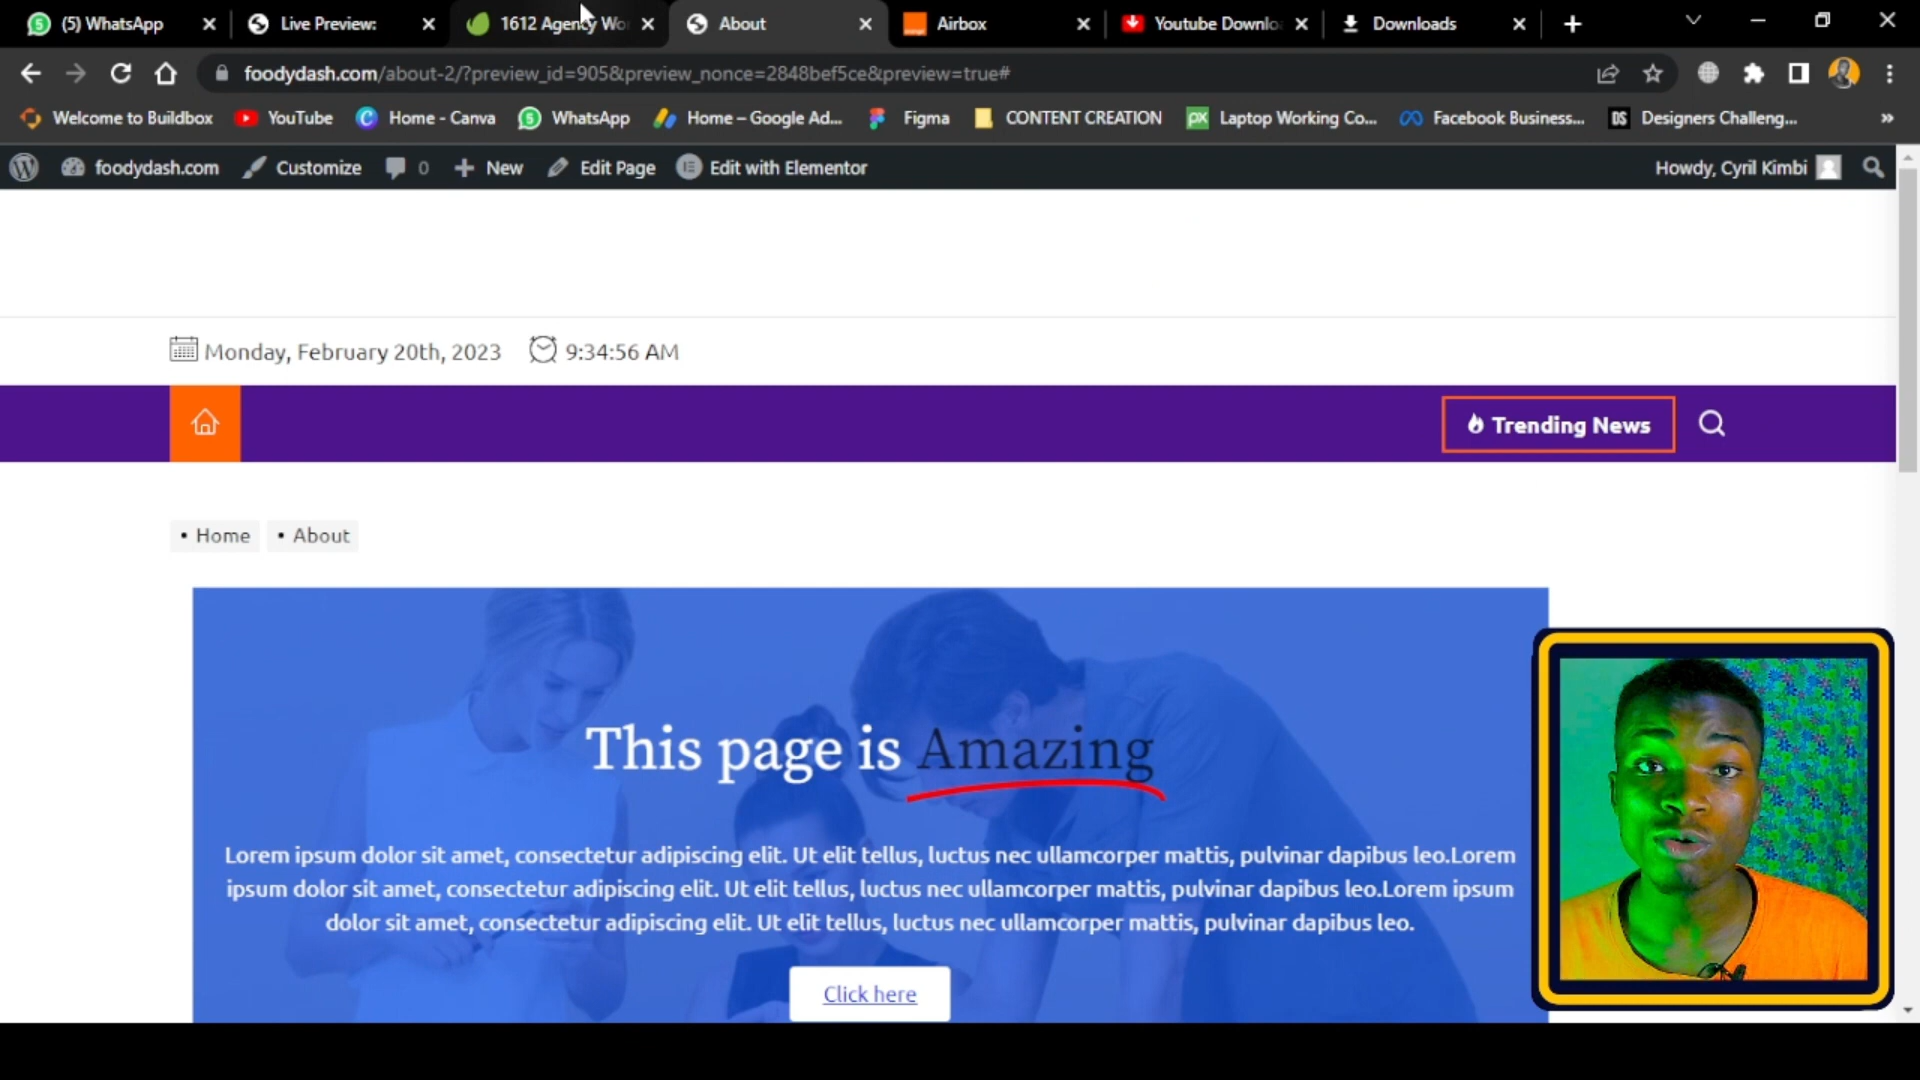 (5) WhatsApp
Live Preview:
1612 Agency Wo
About
Airbox
Youtube Downlo
Downloads
foodydash.com/about-2/?preview_id=905&preview_nonce=2848bef5ce&preview=true#
Welcome to Buildbox
YouTube
Home - Canva
WhatsApp
Home – Google Ad...
Figma
CONTENT CREATION
Laptop Working Co...
Facebook Business...
Designers Challeng...
foodydash.com
Customize
0
New
Edit Page
Edit with Elementor
Howdy, Cyril Kimbi
Monday, February 20th, 2023
9:34:56 AM
Trending News
• Home
• About
This page is Amazing
Lorem ipsum dolor sit amet, consectetur adipiscing elit. Ut elit tellus, luctus nec ullamcorper mattis, pulvinar dapibus leo.Lorem
ipsum dolor sit amet, consectetur adipiscing elit. Ut elit tellus, luctus nec ullamcorper mattis, pulvinar dapibus leo.Lorem ipsum
dolor sit amet, consectetur adipiscing elit. Ut elit tellus, luctus nec ullamcorper mattis, pulvinar dapibus leo.
Click here